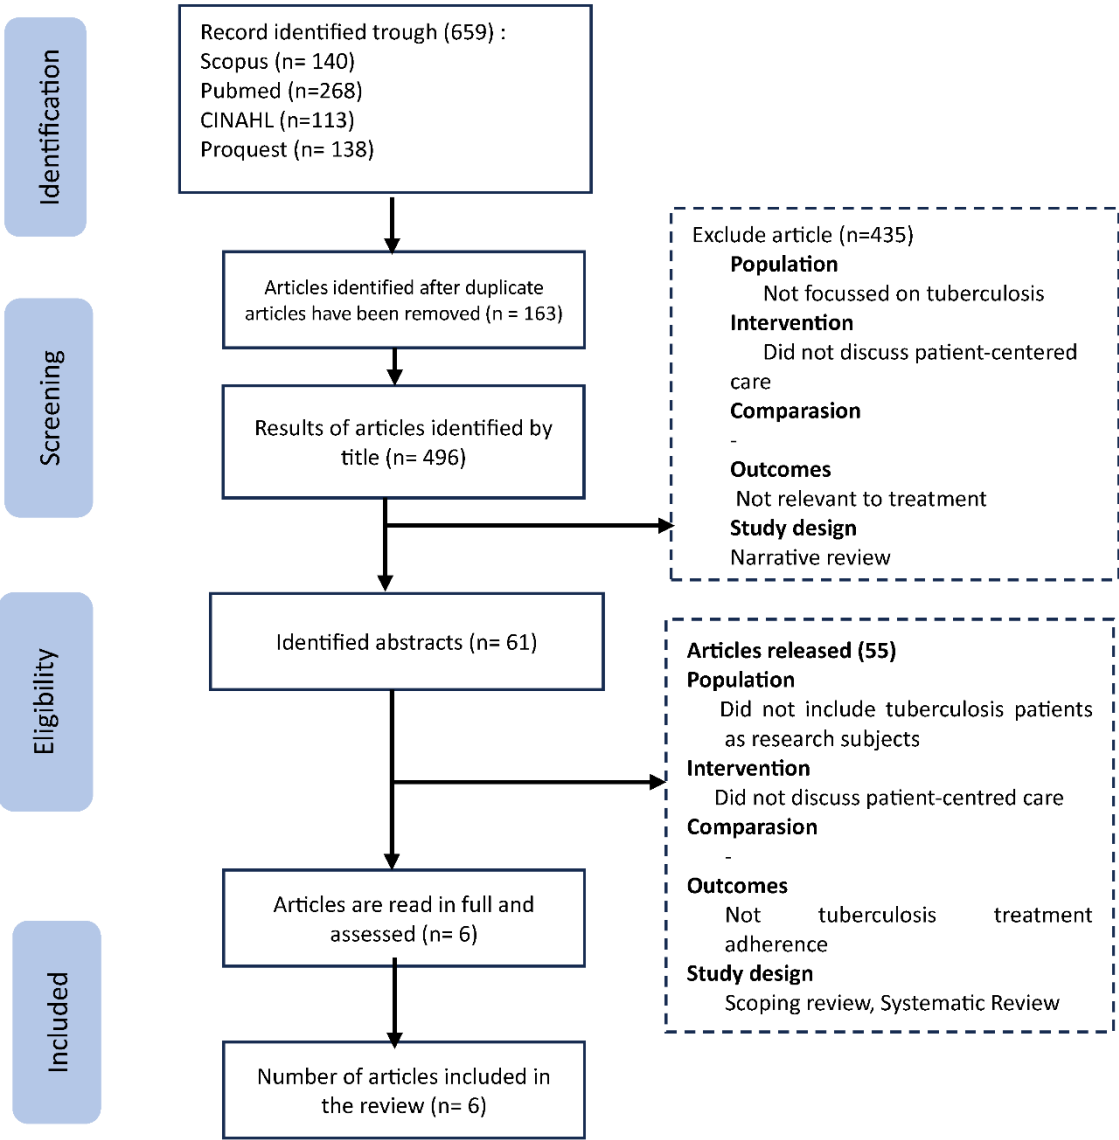 Identification
Record identified trough (659) :
Scopus (n= 140)
Pubmed (n=268)
CINAHL (n=113)
Proquest (n= 138)
Screening
Articles identified after duplicate
articles have been removed (n = 163)
Results of articles identified by
title (n= 496)
Exclude article (n=435)
Population
Not focussed on tuberculosis
Intervention
Did not discuss patient-centered
care
Comparasion
-
Outcomes
Not relevant to treatment
Study design
Narrative review
Eligibility
Identified abstracts (n= 61)
Articles released (55)
Population
Did not include tuberculosis patients
as research subjects
Intervention
Did not discuss patient-centred care
Comparasion
-
Outcomes
Not tuberculosis treatment
adherence
Study design
Scoping review, Systematic Review
Articles are read in full and
assessed (n= 6)
Included
Number of articles included in
the review (n= 6)